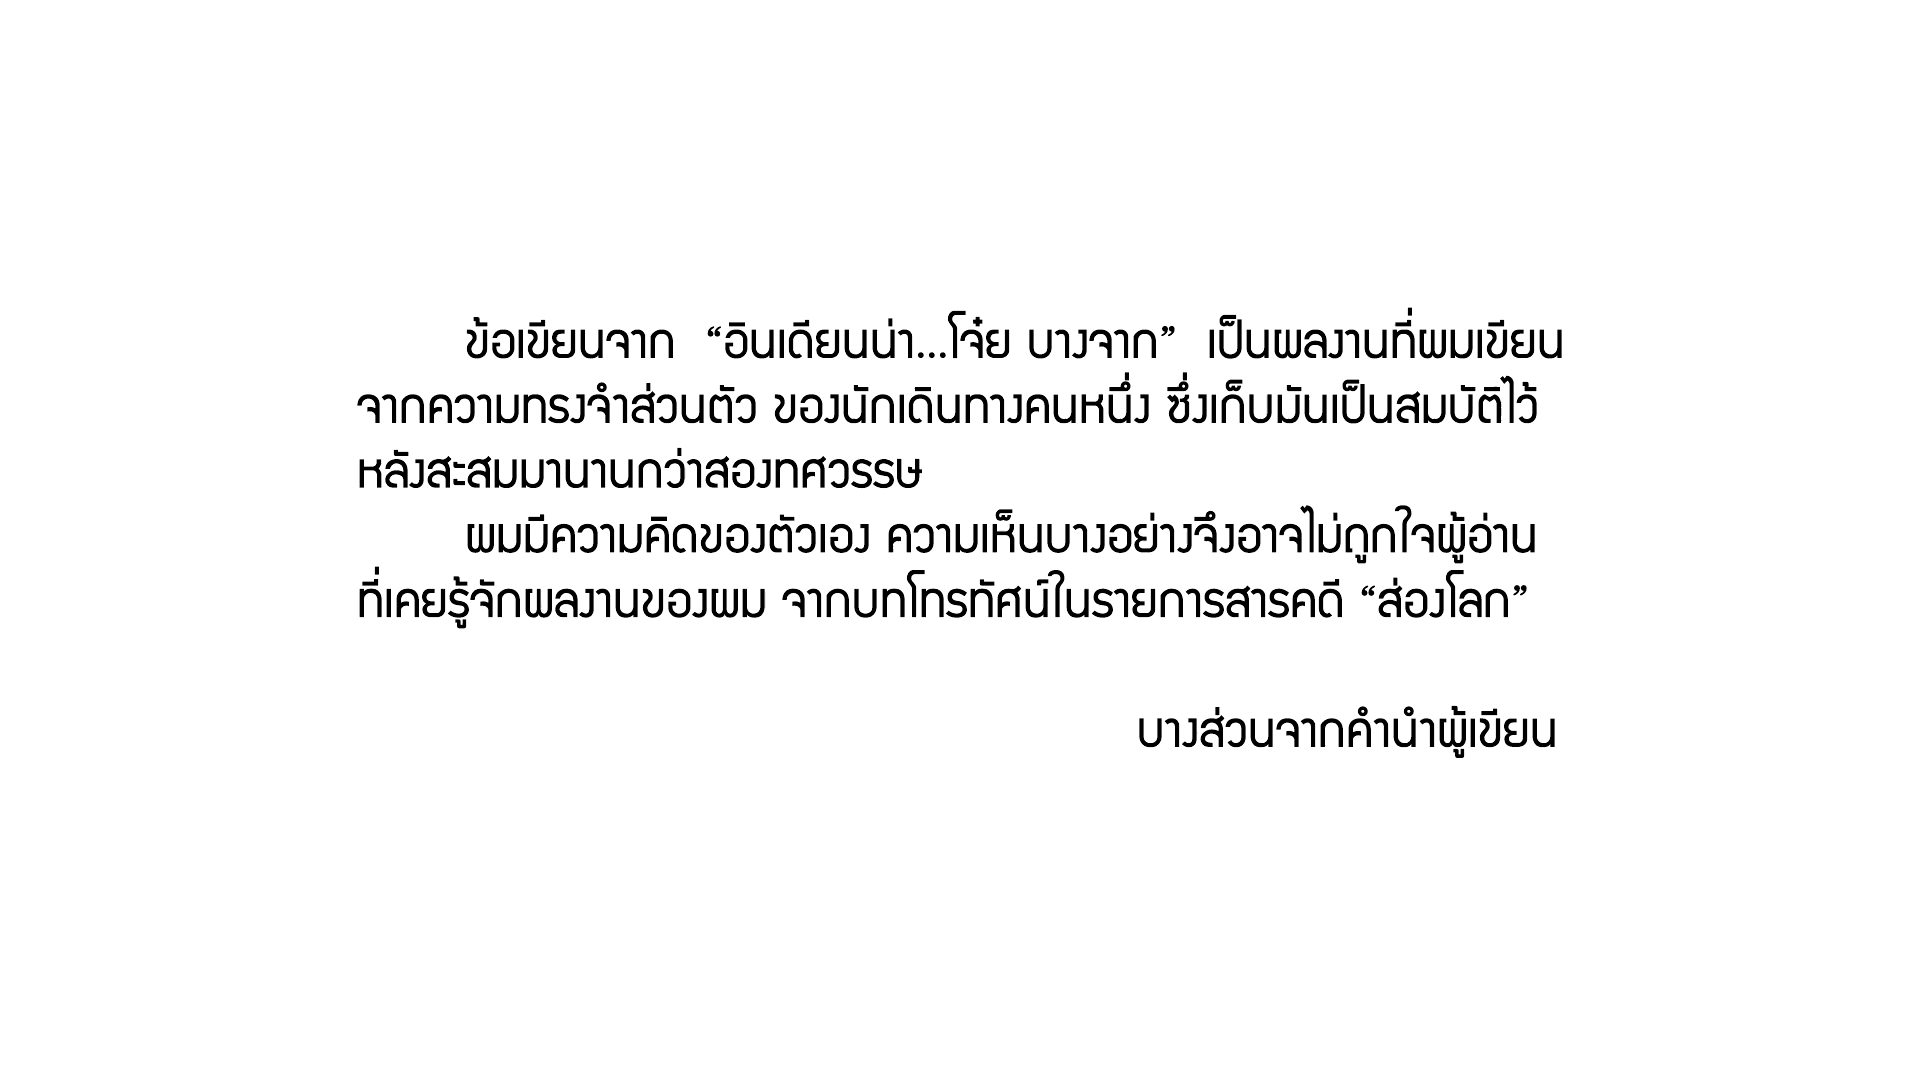 ข้อเขียนจาก “อินเดียนน่า...โจ๋ย บางจาก” เป็นผลงานที่ผมเขียน
จากความทรงจำส่วนตัว ของนักเดินทางคนหนึ่ง ซึ่งเก็บมันเป็นสมบัติไว้
หลังสะสมมานานกว่าสองทศวรรษ
ผมมีความคิดของตัวเอง ความเห็นบางอย่างจึงอาจไม่ถูกใจผู้อ่าน
ที่เคยรู้จักผลงานของผม จากบทโทรทัศน์ในรายการสารคดี “ส่องโลก”
บางส่วนจากคำนำผู้เขียน